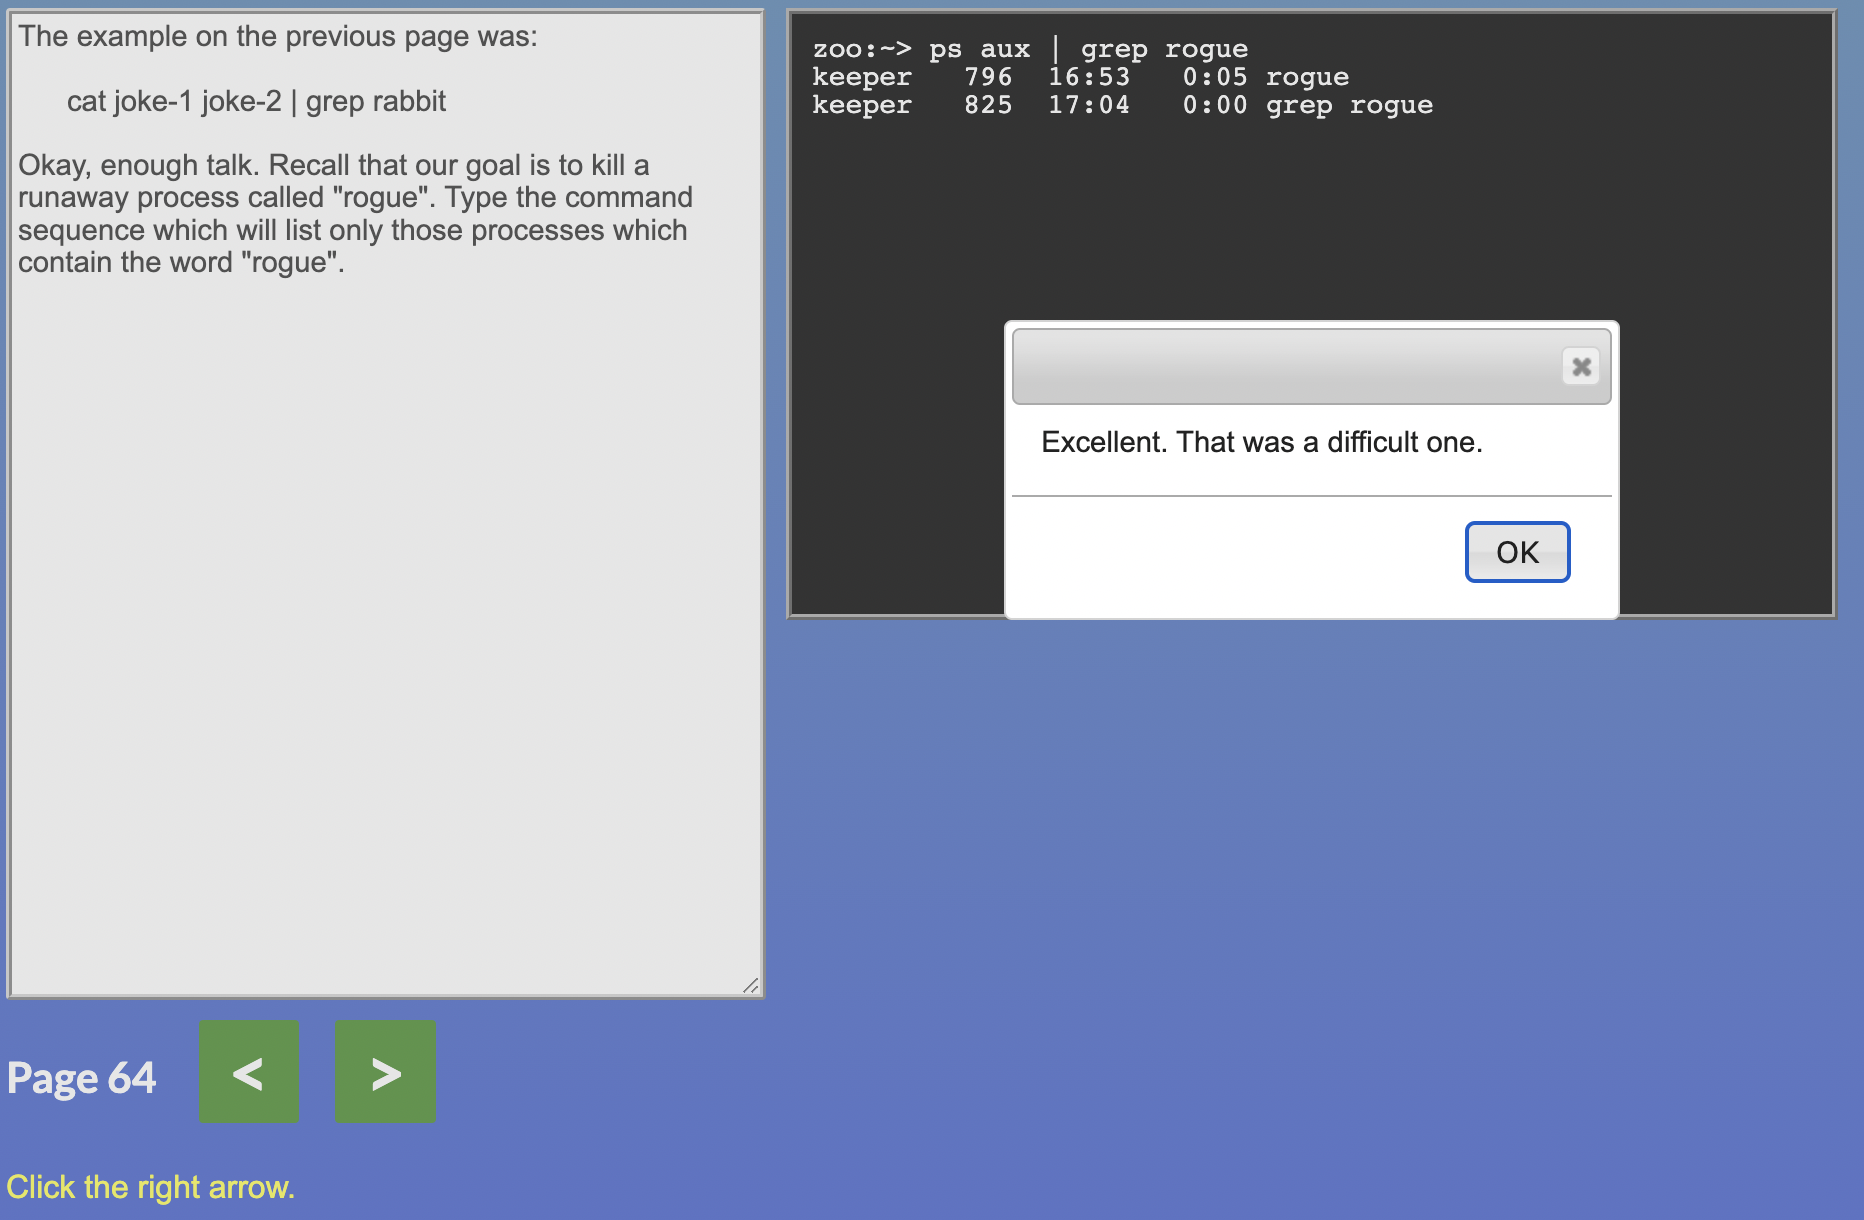 The example on the previous page was:
cat joke-1 joke-2 | grep rabbit
Okay, enough talk. Recall that our goal is to kill a
runaway process called "rogue". Type the command
sequence which will list only those processes which
contain the word "rogue".
zoo:~> ps aux | grep rogue
keeper   796  16:53   0:05 rogue
keeper   825  17:04   0:00 grep rogue
Excellent. That was a difficult one.
OK
Page 64 < >
Click the right arrow.